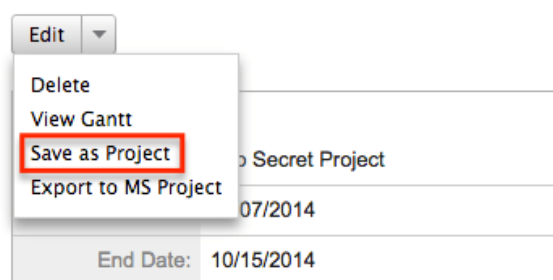 Edit
Delete
View Gantt
Save as Project
Secret Project
Export to MS Project
07/2014
End Date: 10/15/2014